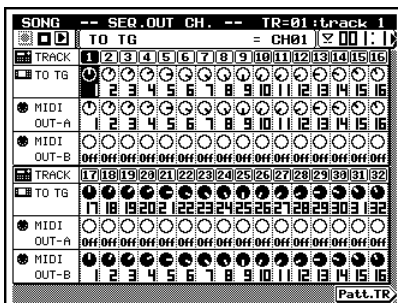 SONG -- SEQ.OUT CH. -- TR=01:track 1
TO TG = CH01
TRACK 1 2 3 4 5 6 7 8 9 10 11 12 13 14 15 16
TO TG 1 2 3 4 5 6 7 8 9 10 11 12 13 14 15 16
MIDI
OUT-A 1 2 3 4 5 6 7 8 9 10 11 12 13 14 15 16
MIDI
OUT-B Off Off Off Off Off Off Off Off Off Off Off Off Off Off Off Off
TRACK 17 18 19 20 21 22 23 24 25 26 27 28 29 30 31 32
TO TG 17 18 19 20 21 22 23 24 25 26 27 28 29 30 31 32
MIDI
OUT-A Off Off Off Off Off Off Off Off Off Off Off Off Off Off Off Off
MIDI
OUT-B 1 2 3 4 5 6 7 8 9 10 11 12 13 14 15 16
Patt.TR